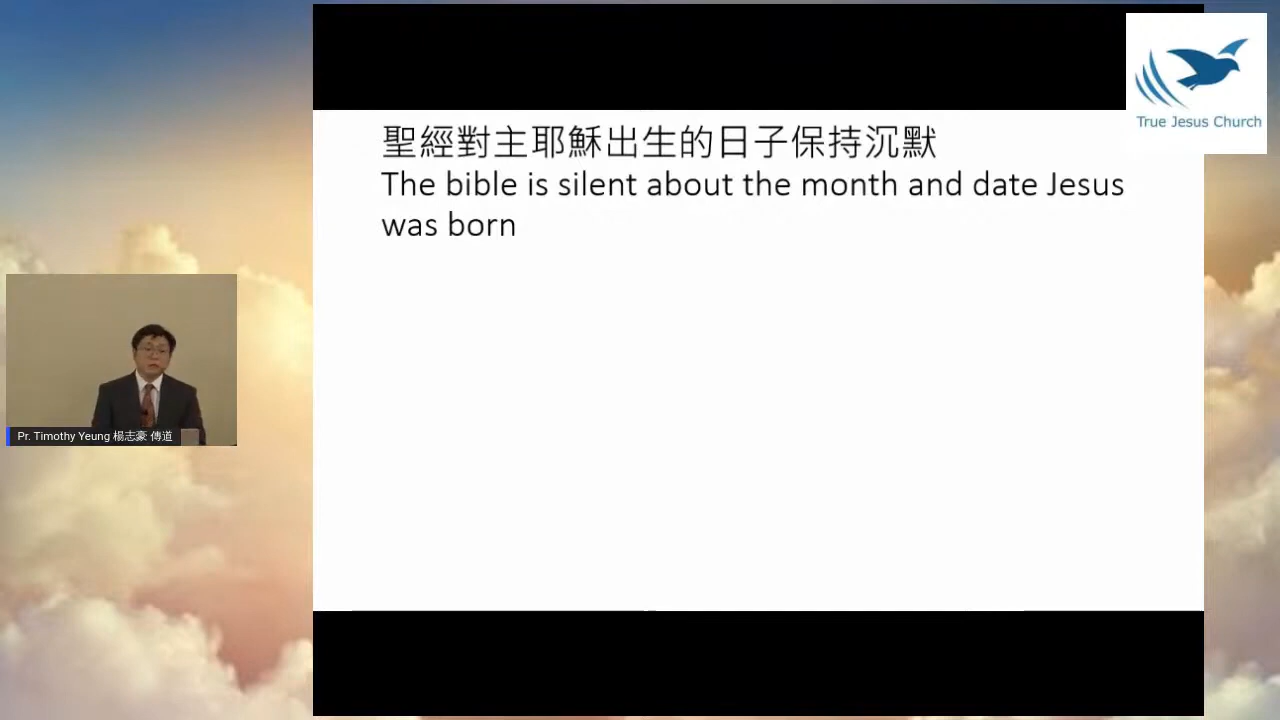 聖經對主耶穌出生的日子保持沉默
The bible is silent about the month and date Jesus
was born
True Jesus Church
Pr. Timothy Yeung 楊志豪 傳道